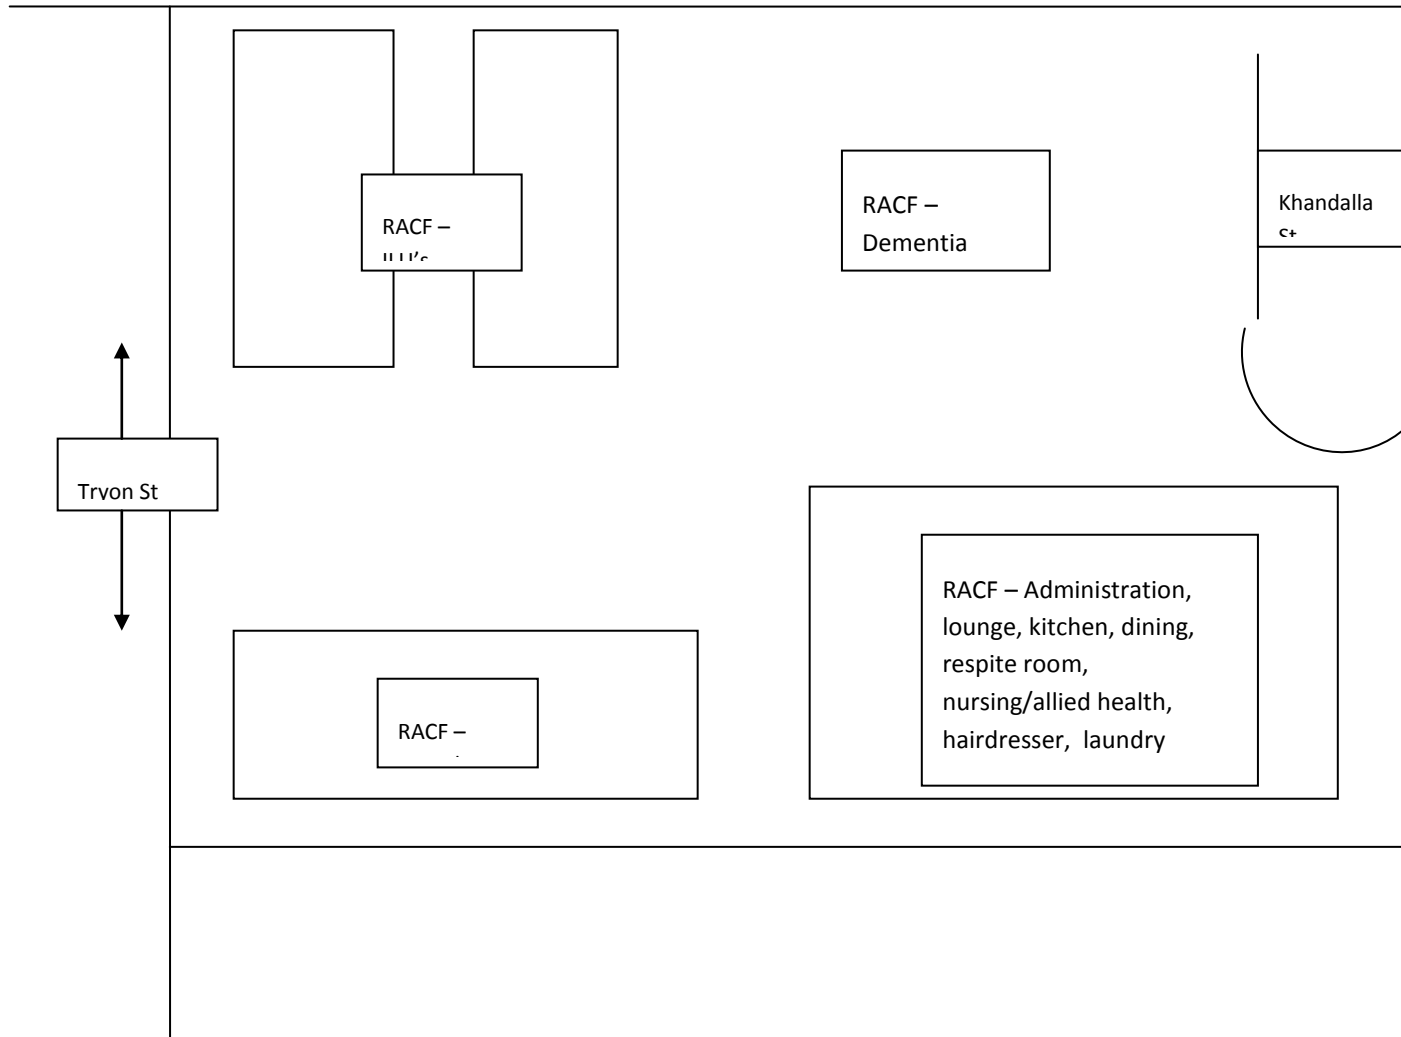 RACF –
RACF –
Dementia
Khandalla
St
Tryon St
RACF – Administration,
lounge, kitchen, dining,
respite room,
nursing/allied health,
hairdresser,  laundry
RACF –